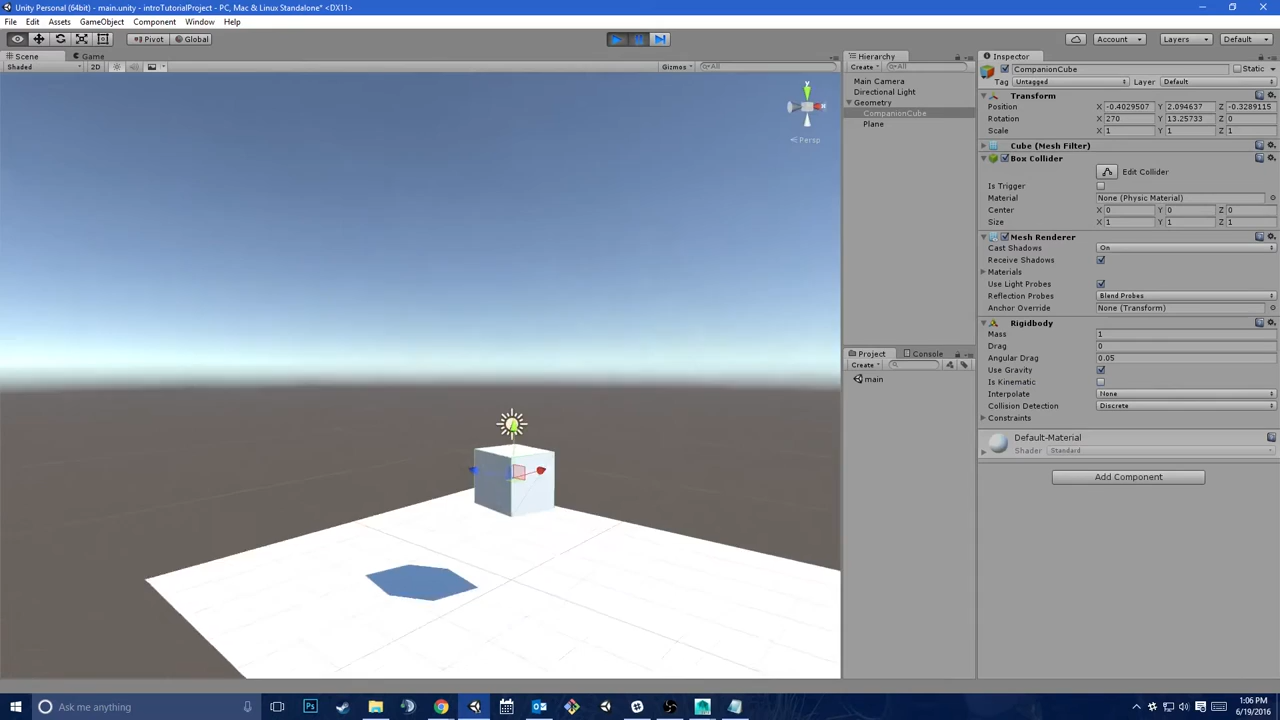 Unity Personal (64bit) - main.unity - introTutorialProject - PC, Mac & Linux Standalone* <DX11>
File Edit Assets GameObject Component Window Help
Pivot Global Account Layers Default
Scene Game
Shaded 2D Gizmos All
y
x
Persp
Hierarchy
Create All
Main Camera
Directional Light
Geometry
CompanionCube
Plane
Project Console
Create
main
Inspector
CompanionCube Static
Tag Untagged Layer Default
Transform
Position X -0.4029507 Y 2.094637 Z -0.3289115
Rotation X 270 Y 13.25733 Z 0
Scale X 1 Y 1 Z 1
Cube (Mesh Filter)
Box Collider
Edit Collider
Is Trigger
Material None (Physic Material)
Center X 0 Y 0 Z 0
Size X 1 Y 1 Z 1
Mesh Renderer
Cast Shadows On
Receive Shadows
Materials
Use Light Probes
Reflection Probes Blend Probes
Anchor Override None (Transform)
Rigidbody
Mass 1
Drag 0
Angular Drag 0.05
Use Gravity
Is Kinematic
Interpolate None
Collision Detection Discrete
Constraints
Default-Material
Shader Standard
Add Component
Ask me anything
Ps
1:06 PM
6/19/2016